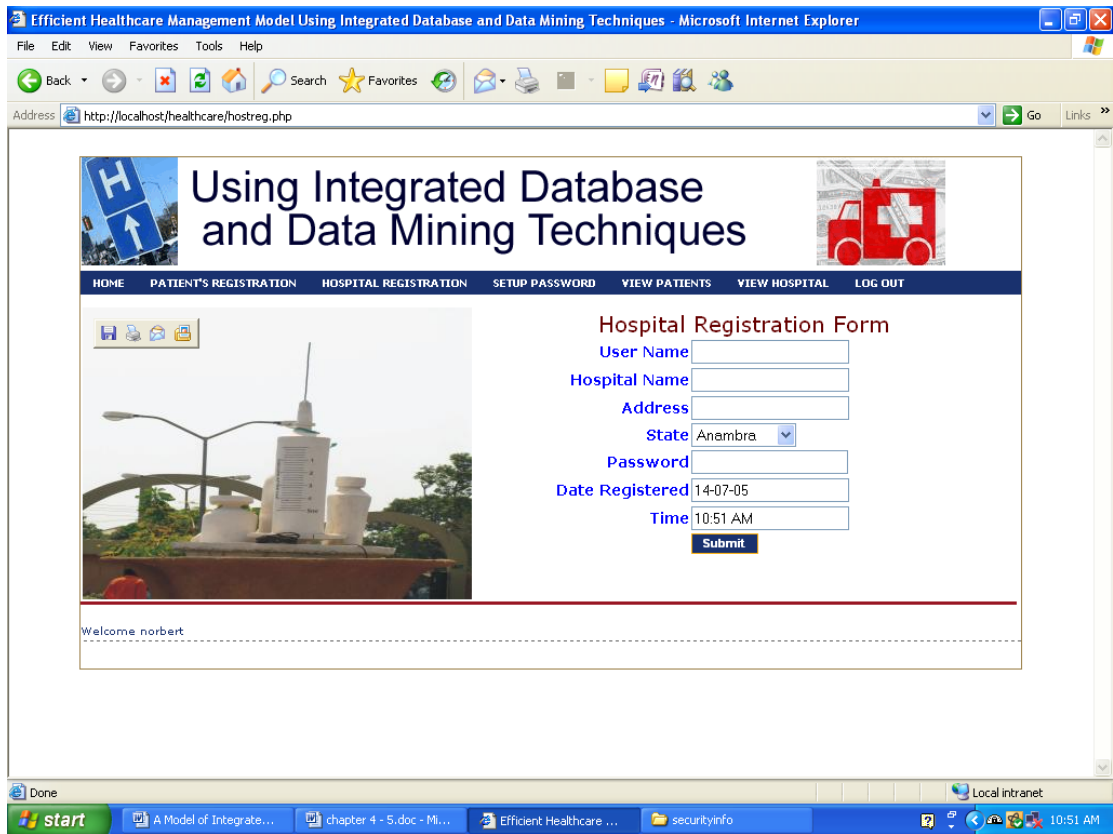 Efficient Healthcare Management Model Using Integrated Database and Data Mining Techniques - Microsoft Internet Explorer
File Edit View Favorites Tools Help
Back Search Favorites
Address http://localhost/healthcare/hostreg.php Go Links »
H
Using Integrated Database
and Data Mining Techniques
HOME PATIENT'S REGISTRATION HOSPITAL REGISTRATION SETUP PASSWORD VIEW PATIENTS VIEW HOSPITAL LOG OUT
Hospital Registration Form
User Name
Hospital Name
Address
State Anambra
Password
Date Registered 14-07-05
Time 10:51 AM
Submit
Welcome norbert
Done Local intranet
start A Model of Integrate... chapter 4 - 5.doc - Mi... Efficient Healthcare ... securityinfo 10:51 AM